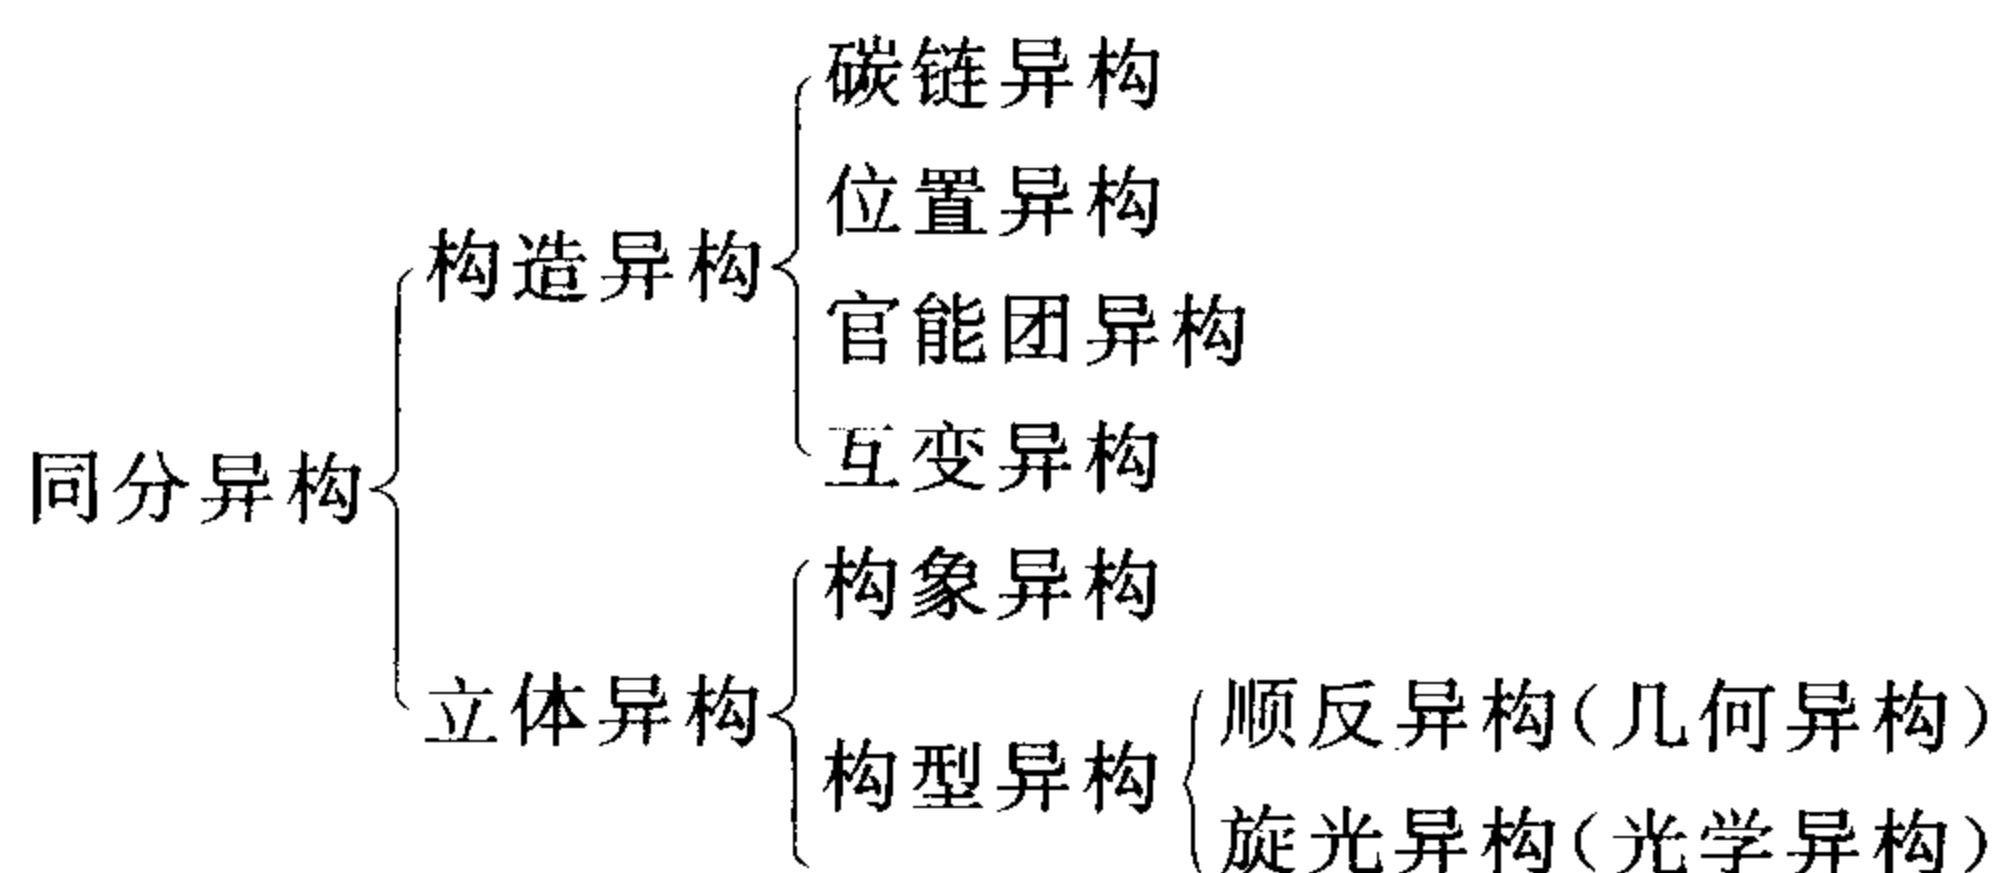 碳链异构
位置异构
构造异构
官能团异构
互变异构
同分异构
构象异构
立体异构
顺反异构(几何异构)
构型异构
旋光异构(光学异构)